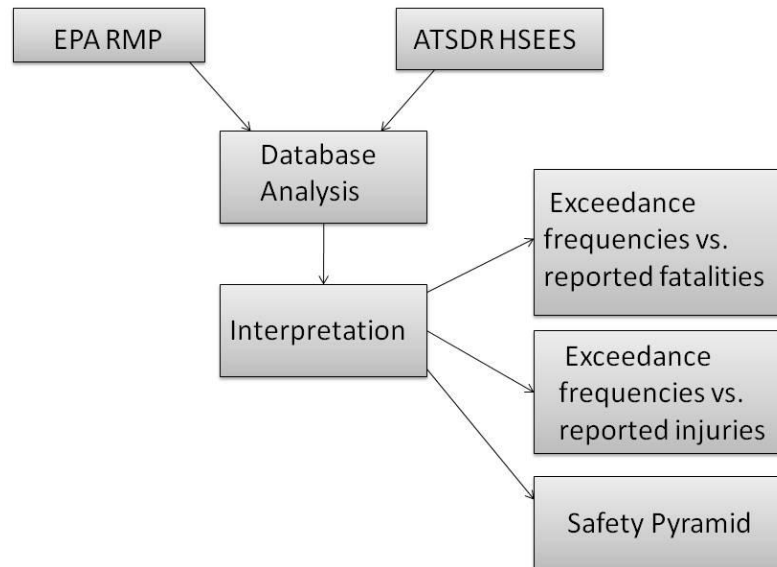 EPA RMP
ATSDR HSEES
Database
Analysis
Interpretation
Exceedance
frequencies vs.
reported fatalities
Exceedance
frequencies vs.
reported injuries
Safety Pyramid